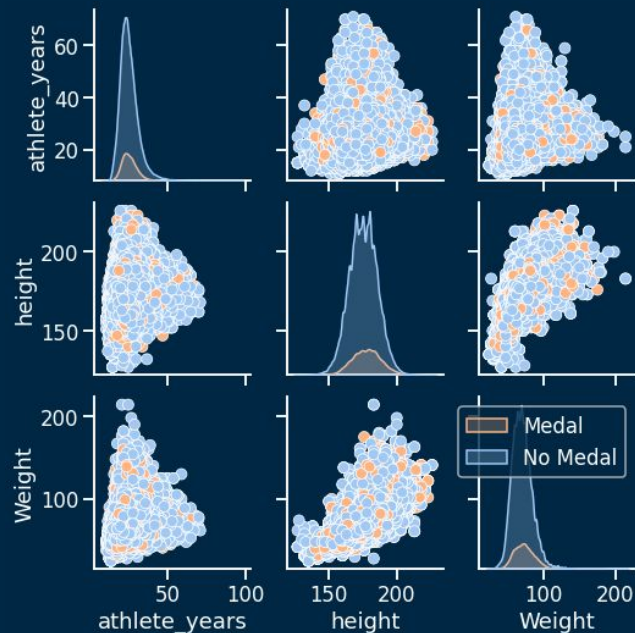 athlete_years
60
40
20
height
200
150
Weight
200
100
Medal
No Medal
50 100
150 200
100 200
athlete_years height Weight